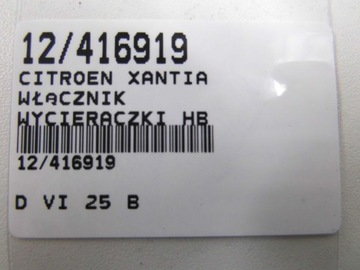 12/416919
CITROEN XANTIA
WŁĄCZNIK
WYCIERACZKI HB
12/416919
D VI 25 B